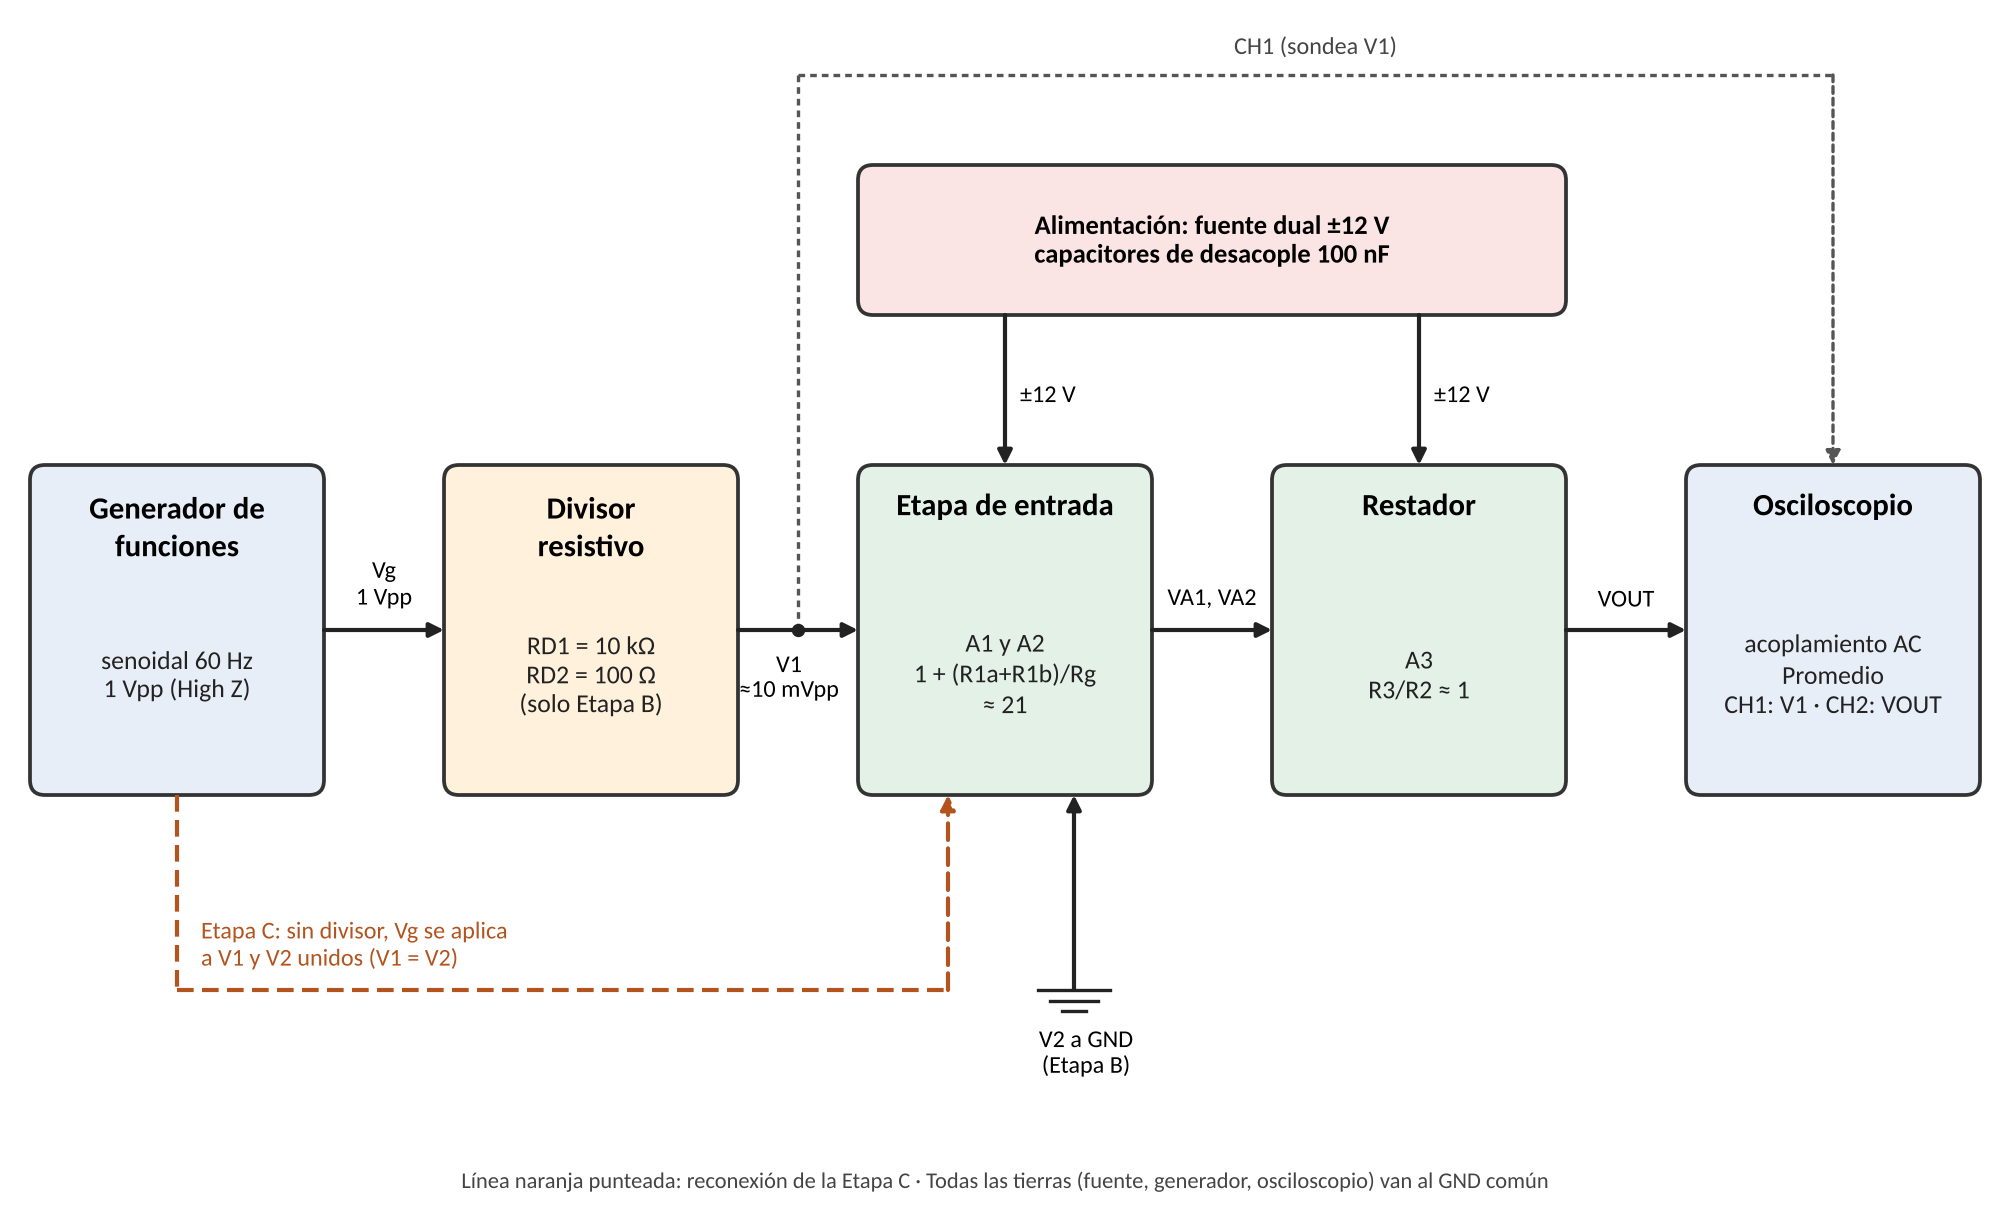 CH1 (sondea V1)
Alimentación: fuente dual ±12 V
capacitores de desacople 100 nF
±12 V
±12 V
Generador de
funciones
senoidal 60 Hz
1 Vpp (High Z)
Vg
1 Vpp
Divisor
resistivo
RD1 = 10 kΩ
RD2 = 100 Ω
(solo Etapa B)
V1
≈10 mVpp
Etapa de entrada
A1 y A2
1 + (R1a+R1b)/Rg
≈ 21
VA1, VA2
Restador
A3
R3/R2 ≈ 1
VOUT
Osciloscopio
acoplamiento AC
Promedio
CH1: V1 · CH2: VOUT
Etapa C: sin divisor, Vg se aplica
a V1 y V2 unidos (V1 = V2)
V2 a GND
(Etapa B)
Línea naranja punteada: reconexión de la Etapa C · Todas las tierras (fuente, generador, osciloscopio) van al GND común